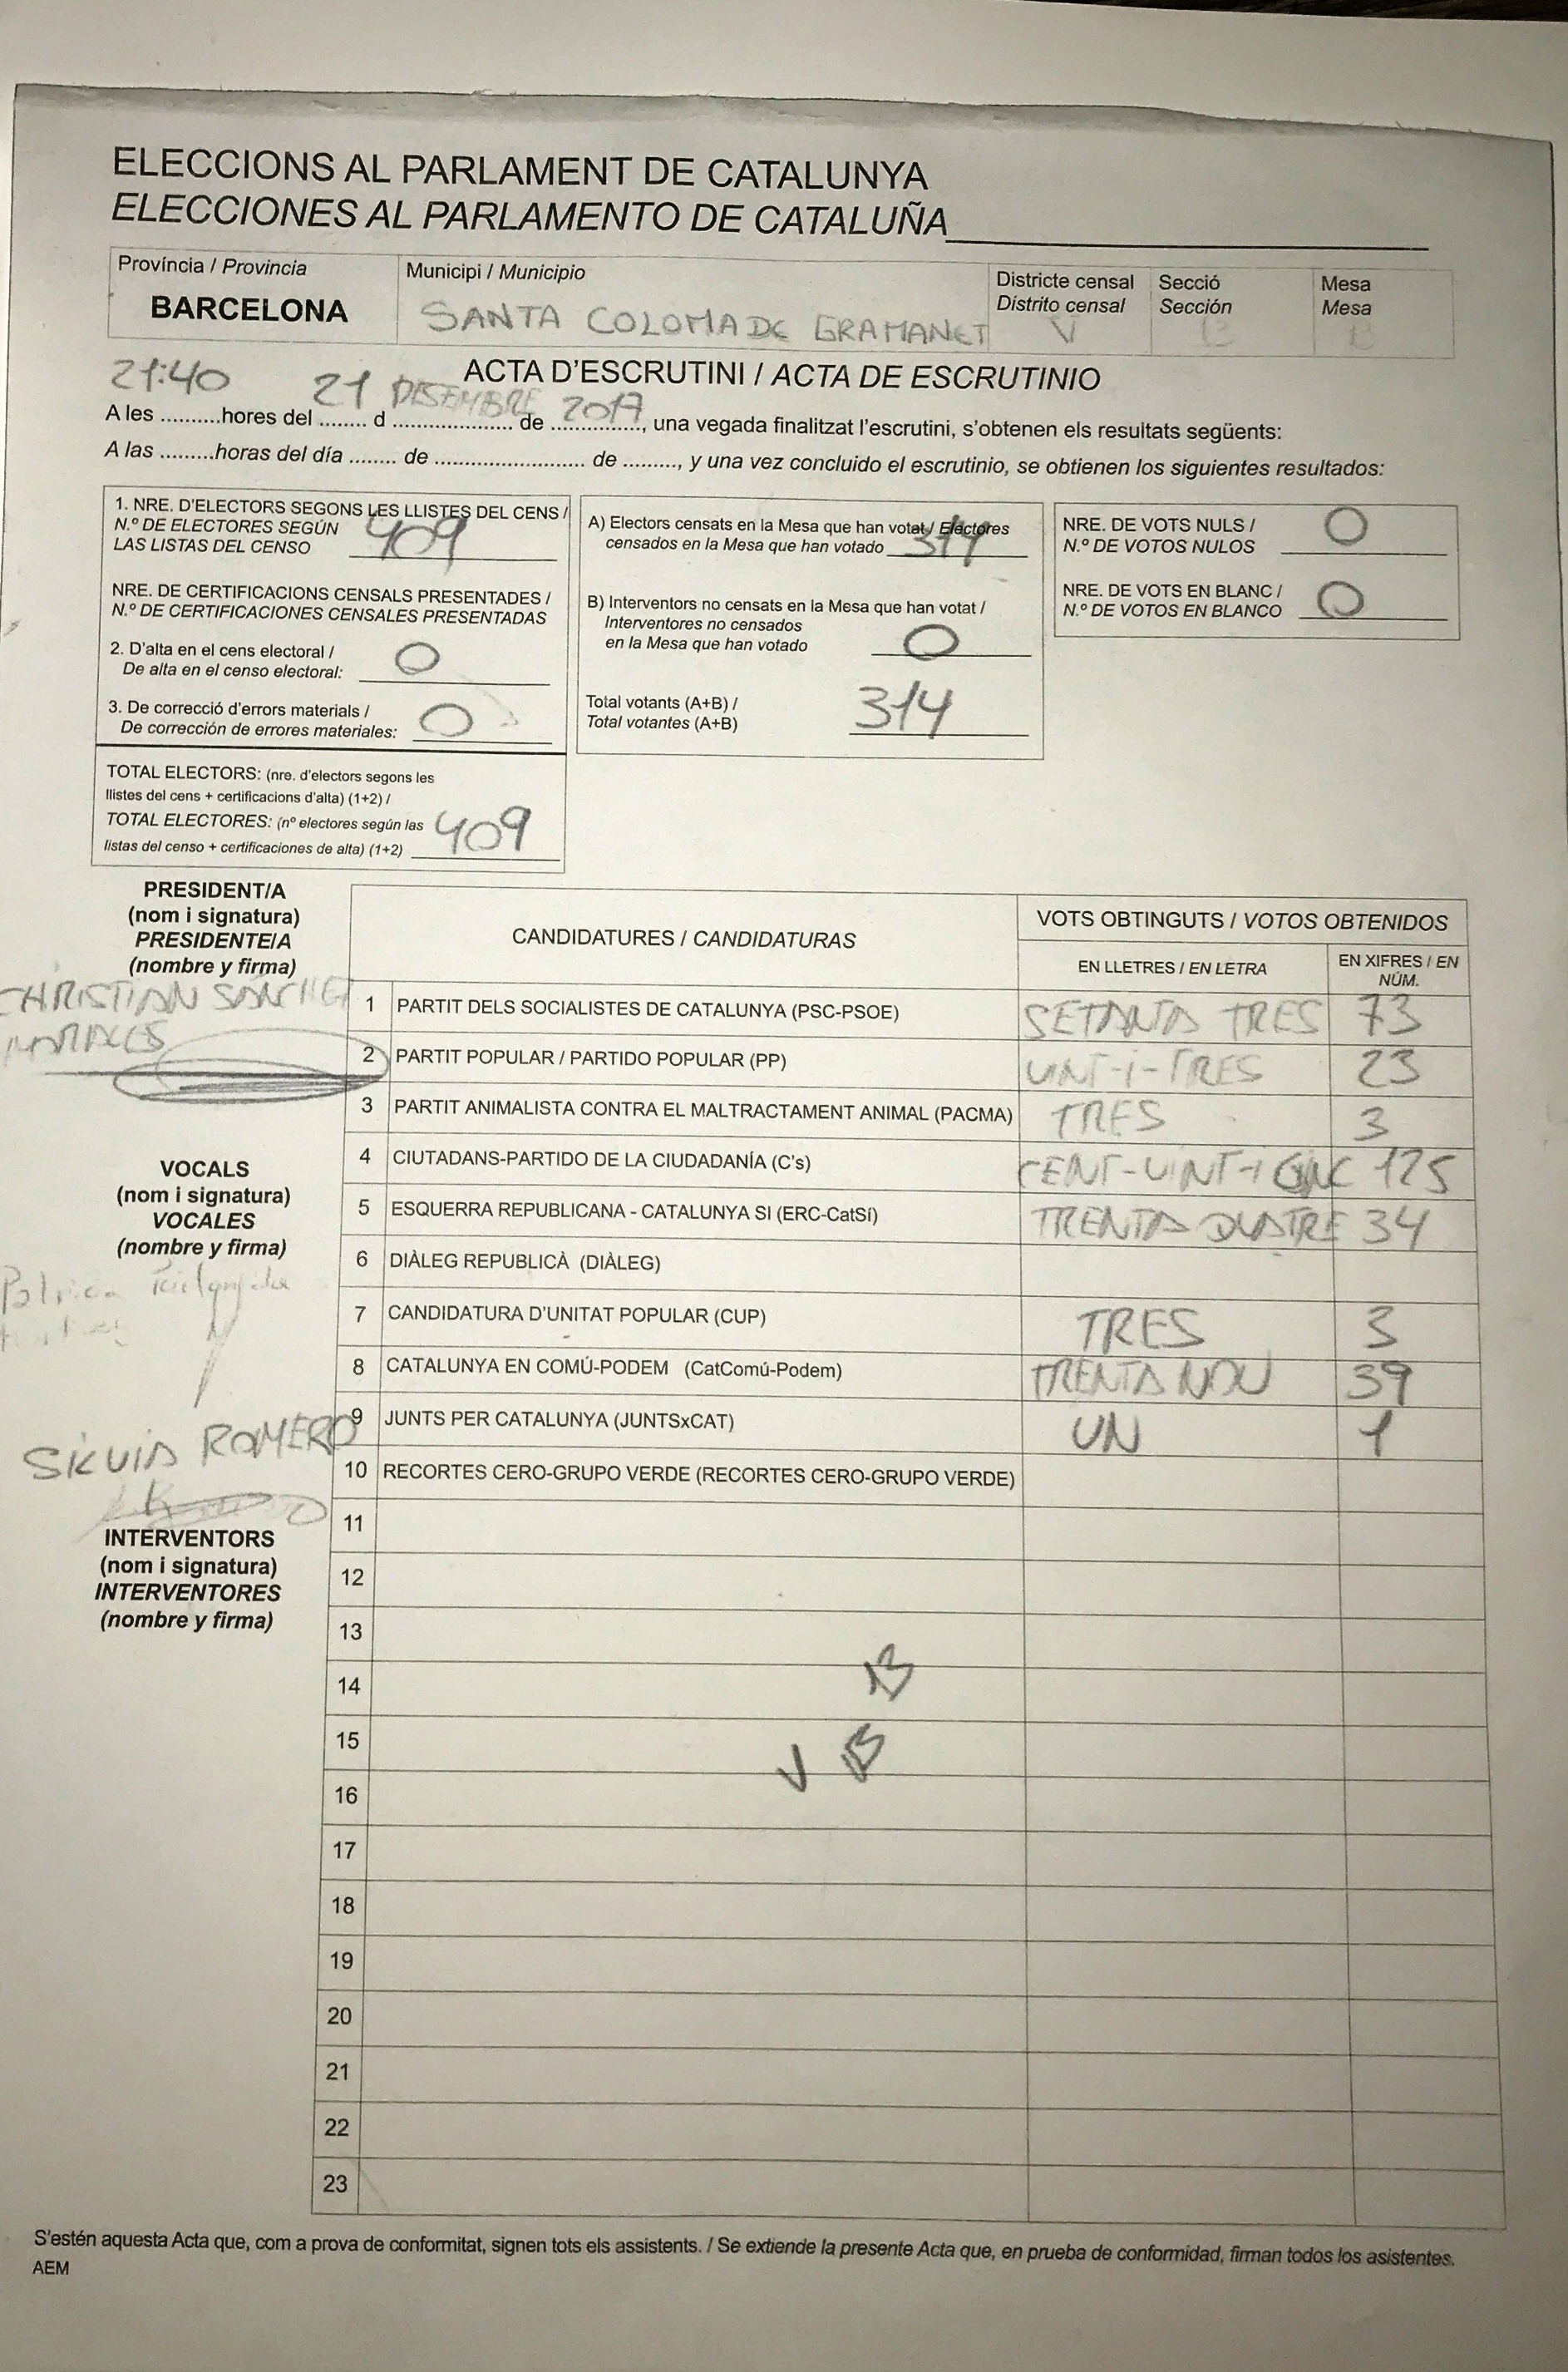 ELECCIONS AL PARLAMENT DE CATALUNYA
ELECCIONES AL PARLAMENTO DE CATALUÑA
Província / Provincia
BARCELONA
Municipi / Municipio
SANTA COLOMA DE GRAMANET
Districte censal
Distrito censal
V
Secció
Sección
B
Mesa
Mesa
B
ACTA D'ESCRUTINI / ACTA DE ESCRUTINIO
21:40 21 DESEMBRE 2017
A les ..........hores del ........ d .................... de ..............., una vegada finalitzat l'escrutini, s'obtenen els resultats següents:
A las .........horas del día ........ de ......................... de ........., y una vez concluido el escrutinio, se obtienen los siguientes resultados:
1. NRE. D'ELECTORS SEGONS LES LLISTES DEL CENS /
N.º DE ELECTORES SEGÚN
LAS LISTAS DEL CENSO 409
NRE. DE CERTIFICACIONS CENSALS PRESENTADES /
N.º DE CERTIFICACIONES CENSALES PRESENTADAS
2. D'alta en el cens electoral /
De alta en el censo electoral: 0
3. De correcció d'errors materials /
De corrección de errores materiales: 0
TOTAL ELECTORS: (nre. d'electors segons les
llistes del cens + certificacions d'alta) (1+2) /
TOTAL ELECTORES: (nº electores según las
listas del censo + certificaciones de alta) (1+2) 409
A) Electors censats en la Mesa que han votat / Electores
censados en la Mesa que han votado 314
B) Interventors no censats en la Mesa que han votat /
Interventores no censados
en la Mesa que han votado 0
Total votants (A+B) /
Total votantes (A+B) 314
NRE. DE VOTS NULS /
N.º DE VOTOS NULOS 0
NRE. DE VOTS EN BLANC /
N.º DE VOTOS EN BLANCO 0
PRESIDENT/A
(nom i signatura)
PRESIDENTE/A
(nombre y firma)
CHRISTIAN SÁNCHEZ
MORALES
VOCALS
(nom i signatura)
VOCALES
(nombre y firma)
SILVIA ROMERO
INTERVENTORS
(nom i signatura)
INTERVENTORES
(nombre y firma)
CANDIDATURES / CANDIDATURAS
VOTS OBTINGUTS / VOTOS OBTENIDOS
EN LLETRES / EN LETRA
EN XIFRES / EN
NÚM.
1 PARTIT DELS SOCIALISTES DE CATALUNYA (PSC-PSOE) SETANTA TRES 73
2 PARTIT POPULAR / PARTIDO POPULAR (PP) VINT-I-TRES 23
3 PARTIT ANIMALISTA CONTRA EL MALTRACTAMENT ANIMAL (PACMA) TRES 3
4 CIUTADANS-PARTIDO DE LA CIUDADANÍA (C's) CENT-VINT-I CINC 125
5 ESQUERRA REPUBLICANA - CATALUNYA SI (ERC-CatSí) TRENTA QUATRE 34
6 DIÀLEG REPUBLICÀ (DIÀLEG)
7 CANDIDATURA D'UNITAT POPULAR (CUP) TRES 3
8 CATALUNYA EN COMÚ-PODEM (CatComú-Podem) TRENTA NOU 39
9 JUNTS PER CATALUNYA (JUNTSxCAT) UN 1
10 RECORTES CERO-GRUPO VERDE (RECORTES CERO-GRUPO VERDE)
11
12
13
B
14
15
V B
16
17
18
19
20
21
22
23
S'estén aquesta Acta que, com a prova de conformitat, signen tots els assistents. / Se extiende la presente Acta que, en prueba de conformidad, firman todos los asistentes.
AEM